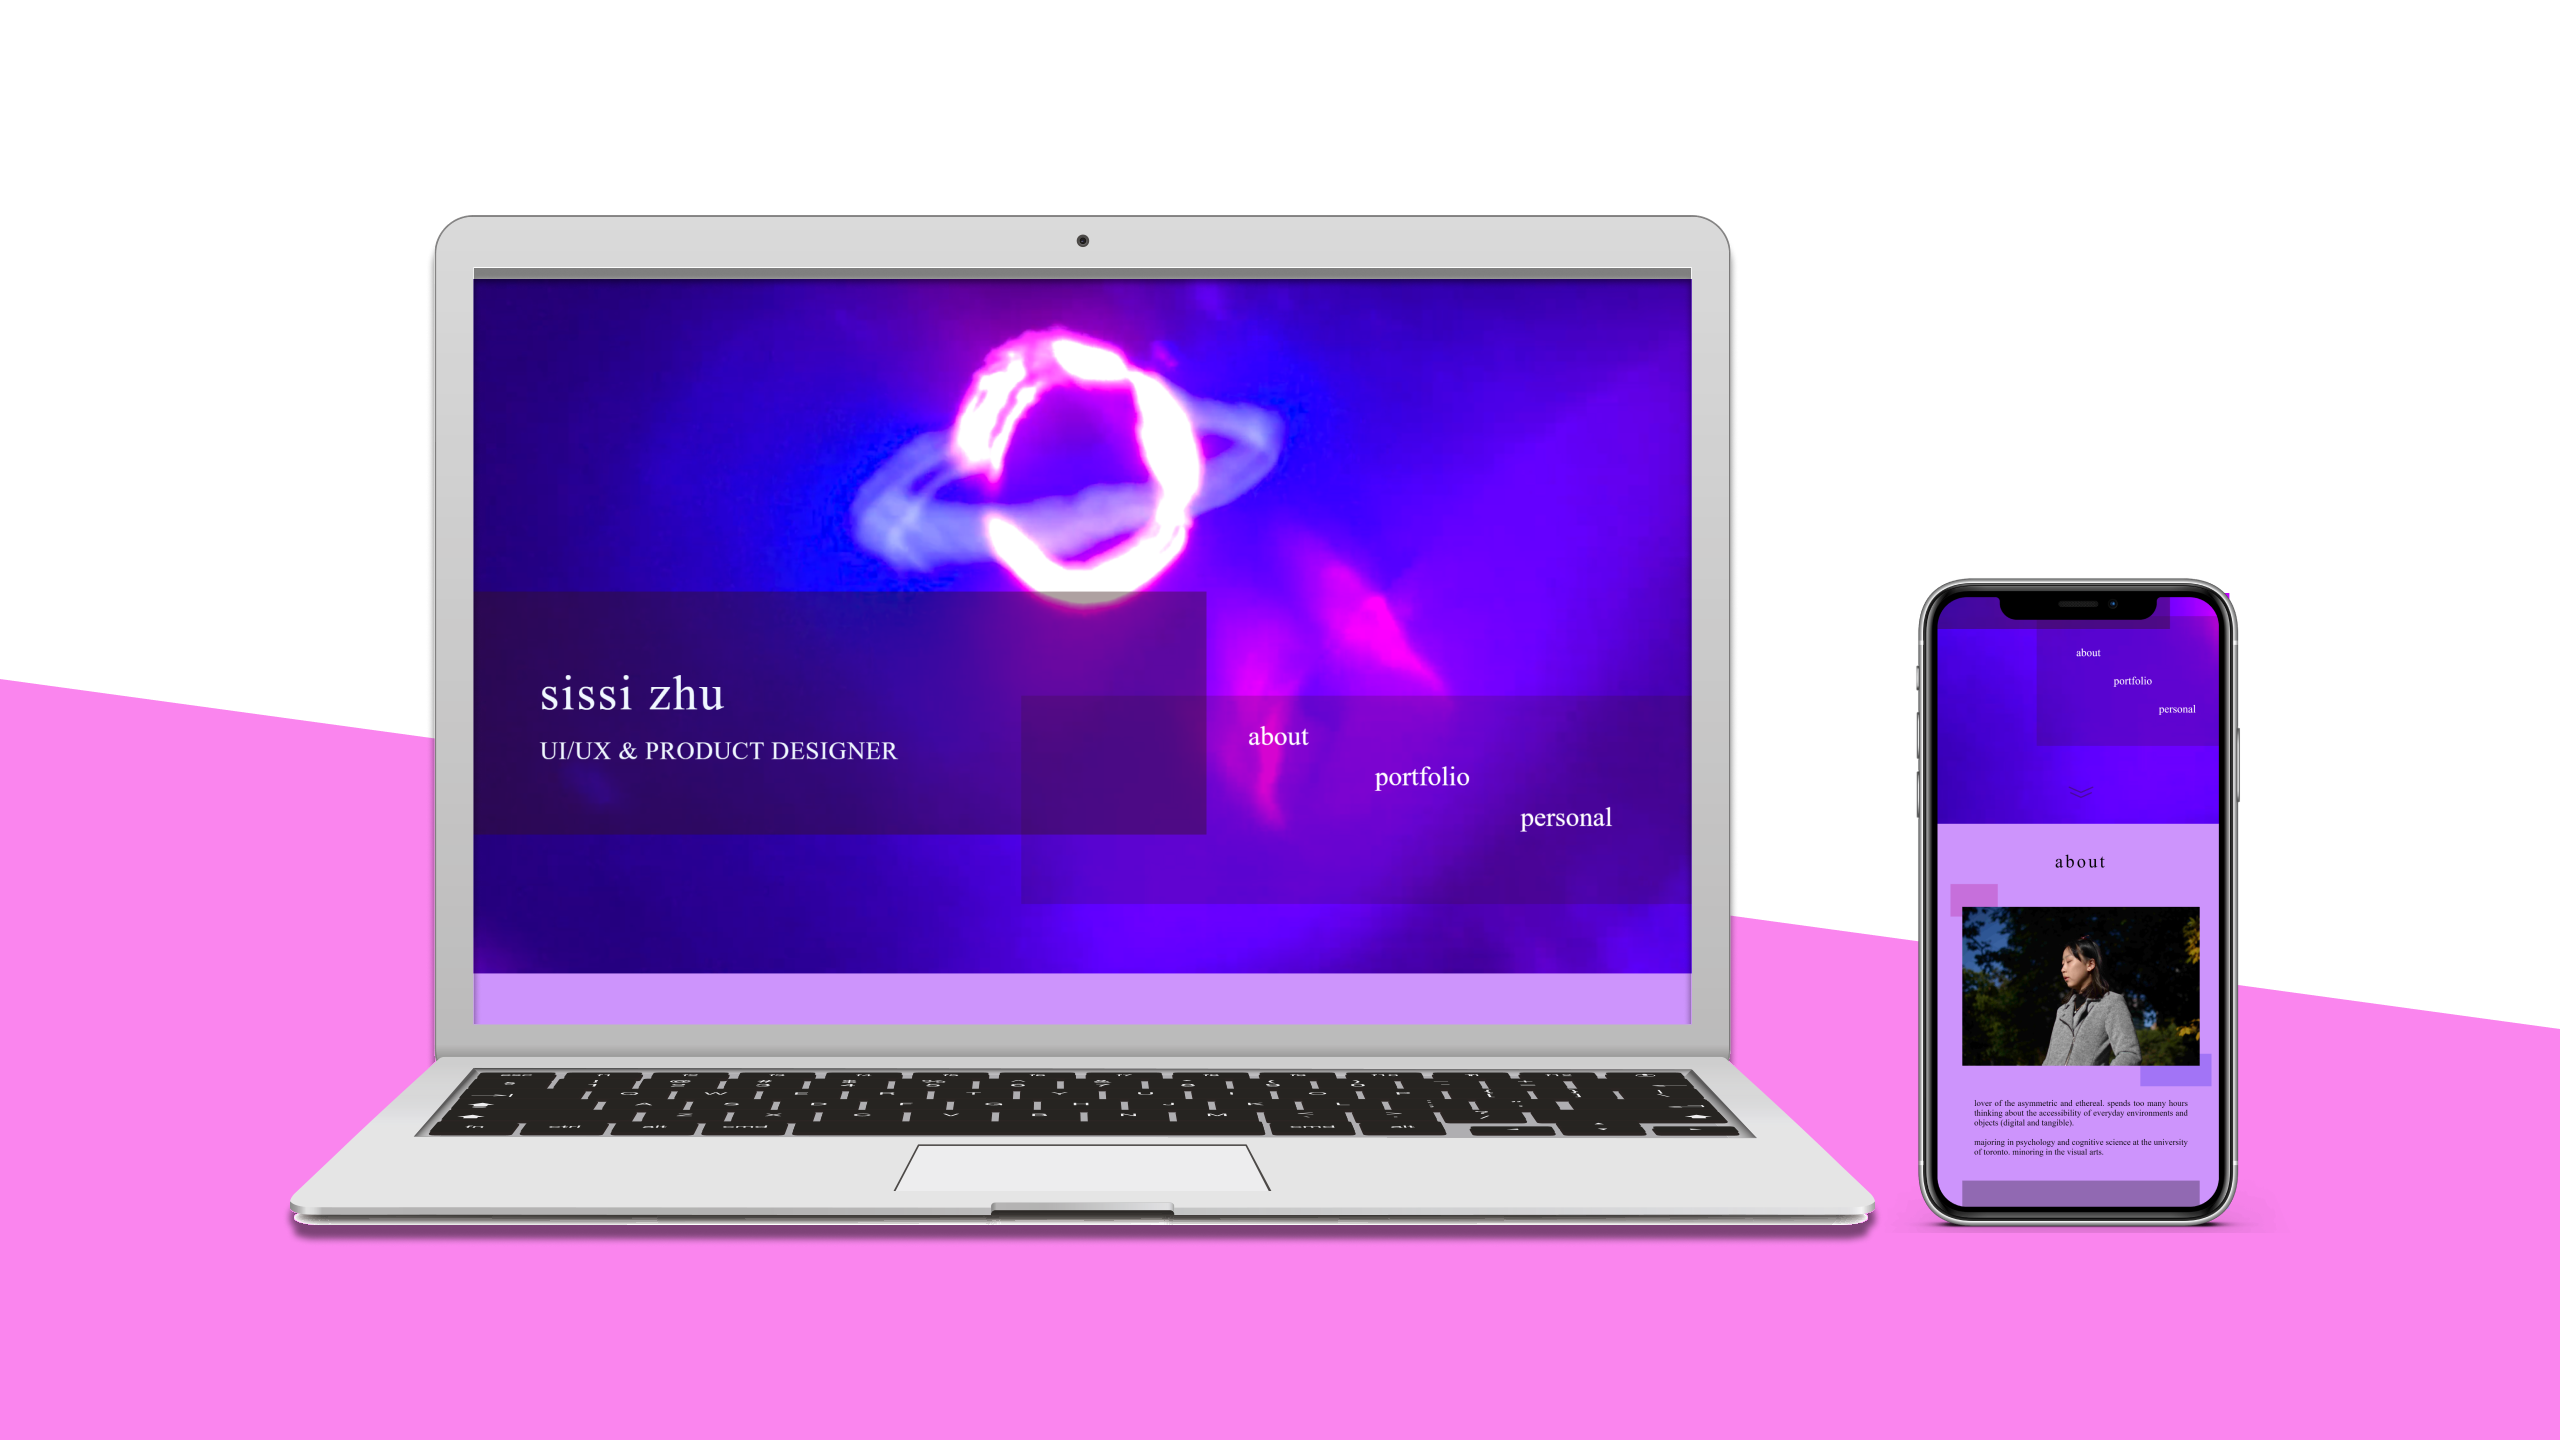 sissi zhu
UI/UX & PRODUCT DESIGNER
about
portfolio
personal
about
portfolio
personal
about
lover of the asymmetric and ethereal. spends too many hours
thinking about the accessibility of everyday environments and
objects (digital and tangible).
majoring in psychology and cognitive science at the university
of toronto. minoring in the visual arts.